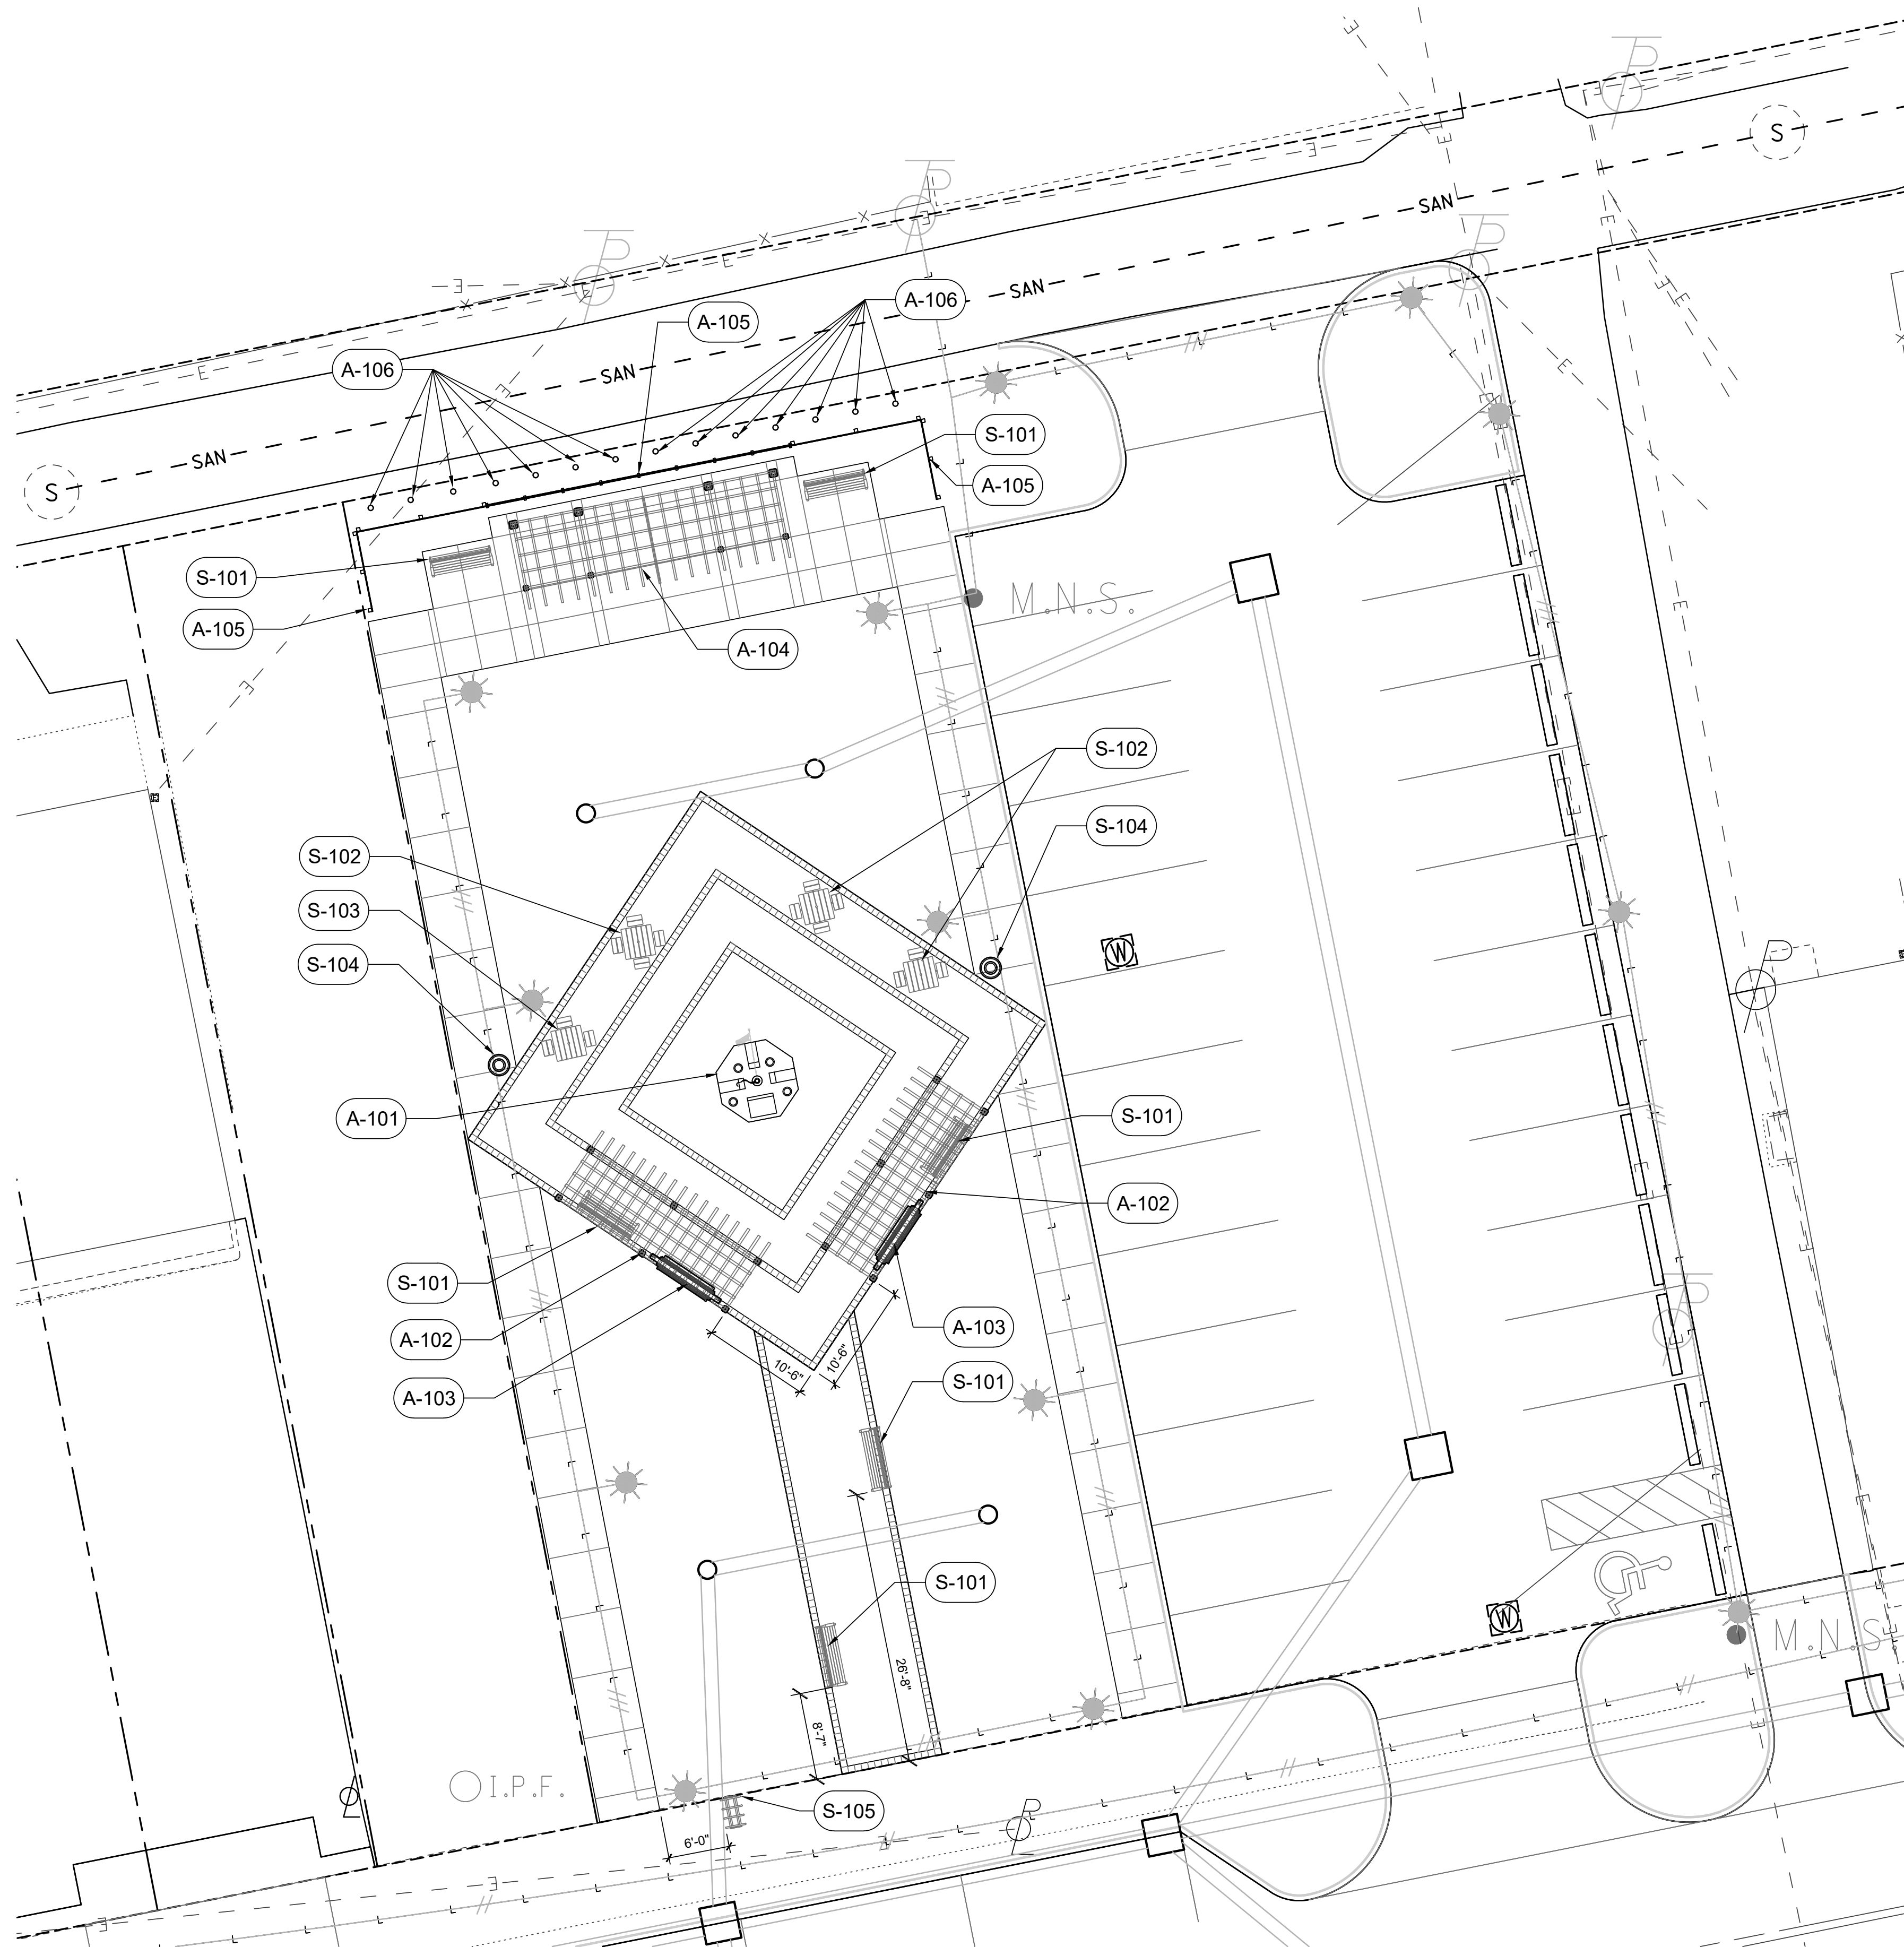 P
P
S
SAN
P
P
A-106
SAN
A-105
A-106
SAN
S-101
SAN
S
A-105
S-101
M.N.S.
A-105
A-104
S-102
S-104
S-102
S-103
W
P
S-104
A-101
S-101
A-102
S-101
P
A-103
A-102
10'-6"
10'-6"
S-101
A-103
S-101
W
M.N.S.
26'-8"
8'-7"
I.P.F.
S-105
P
6'-0"